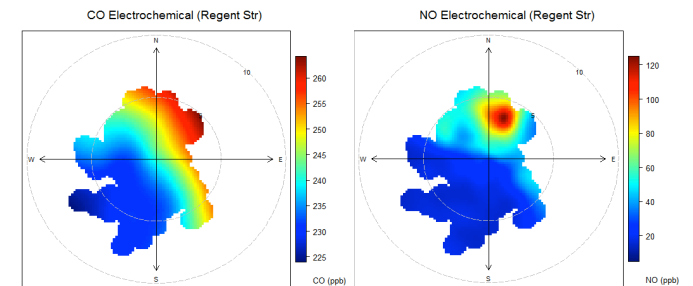 CO Electrochemical (Regent Str)
N
10
W
E
S
260
255
250
245
240
235
230
225
CO (ppb)
NO Electrochemical (Regent Str)
N
10
5
W
E
S
120
100
80
60
40
20
NO (ppb)